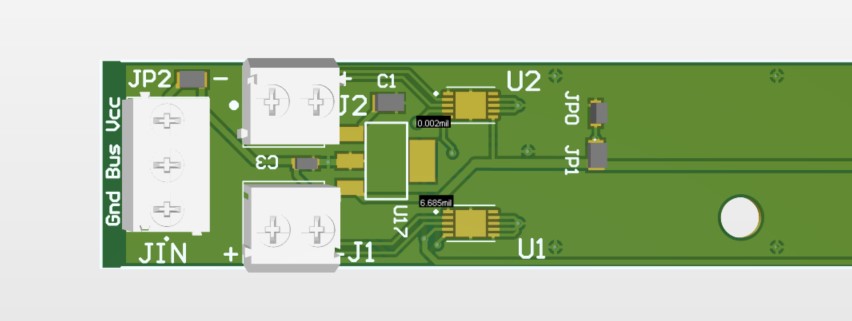 JP2
-
+
C1
U2
J2
0.002mil
JP0
JP1
Gnd Bus Vcc
C3
6.685mil
U17
JIN
+
-J1
U1